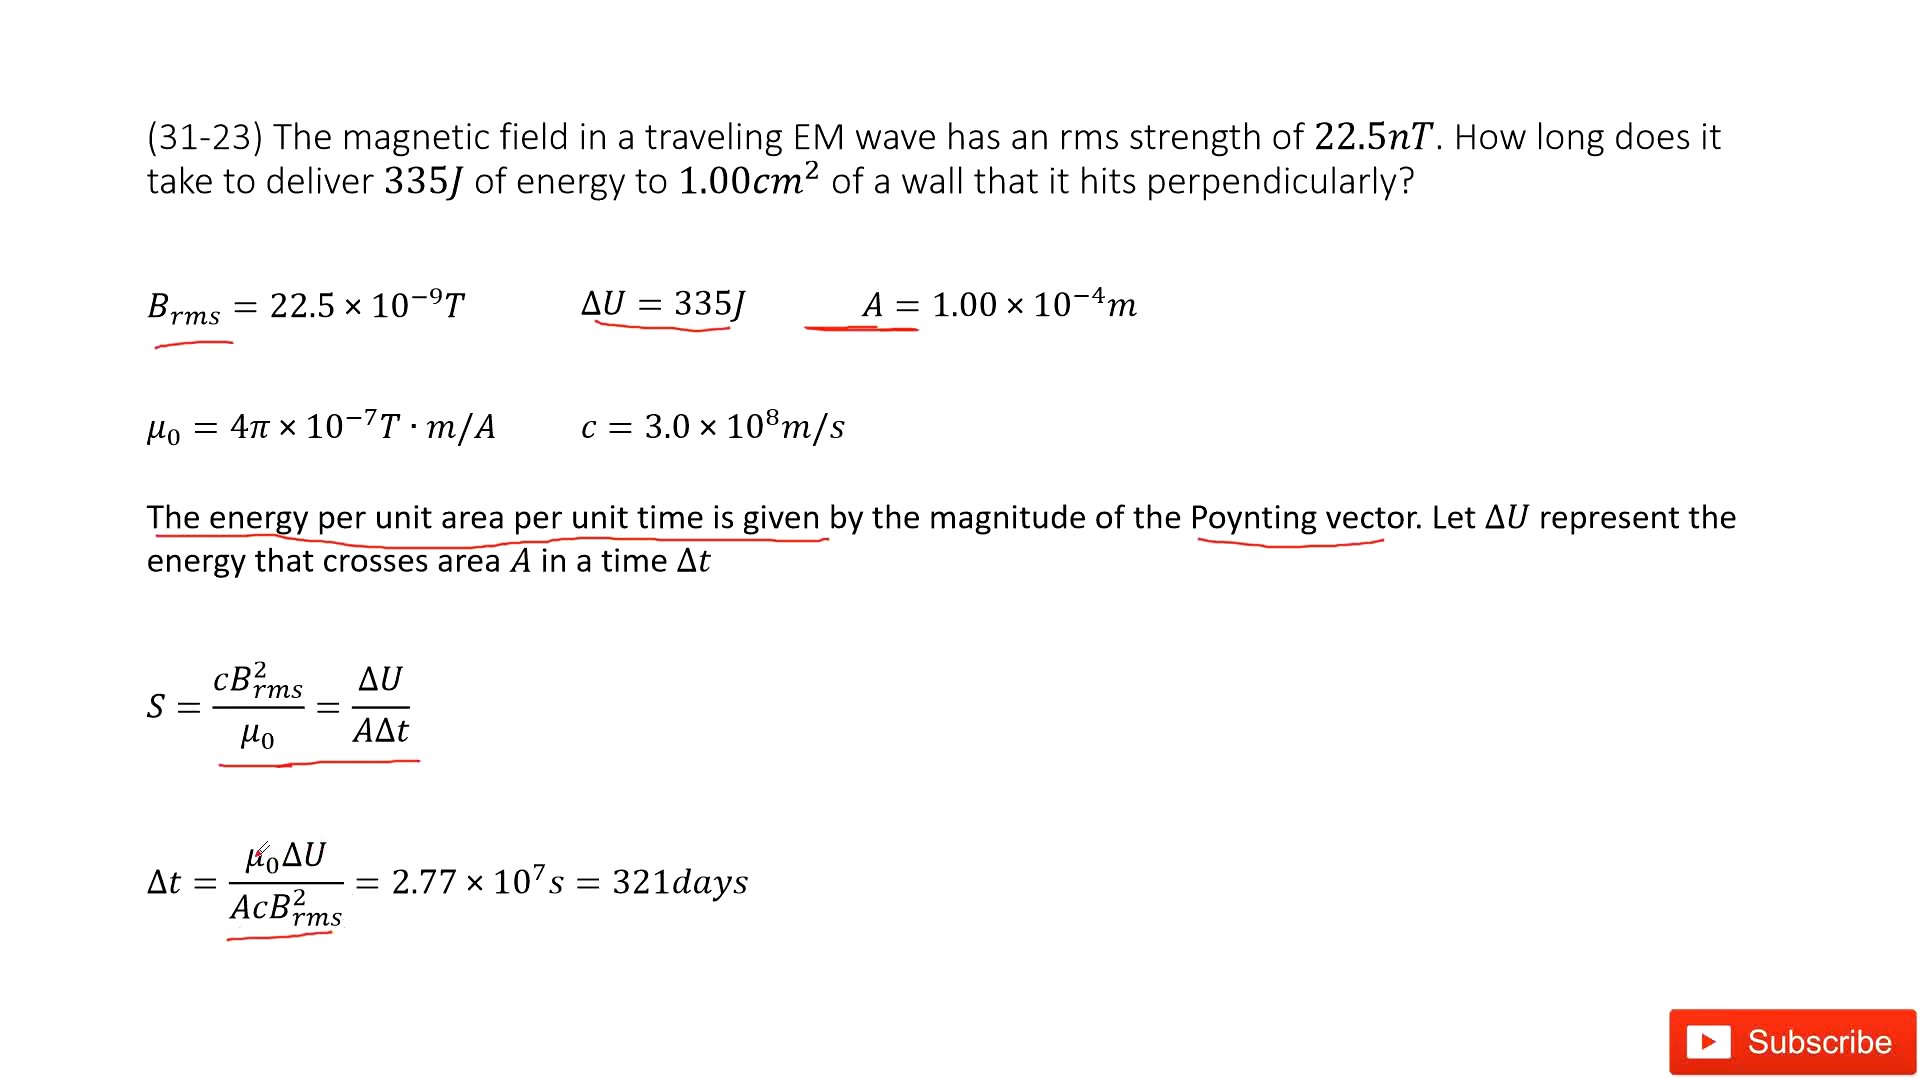 (31-23) The magnetic field in a traveling EM wave has an rms strength of 22.5nT. How long does it
take to deliver 335J of energy to 1.00cm² of a wall that it hits perpendicularly?
B_rms = 22.5 × 10⁻⁹T ΔU = 335J A = 1.00 × 10⁻⁴m
μ₀ = 4π × 10⁻⁷T · m/A c = 3.0 × 10⁸m/s
The energy per unit area per unit time is given by the magnitude of the Poynting vector. Let ΔU represent the
energy that crosses area A in a time Δt
S = cB²_rms / μ₀ = ΔU / AΔt
Δt = μ₀ΔU / AcB²_rms = 2.77 × 10⁷s = 321days
Subscribe